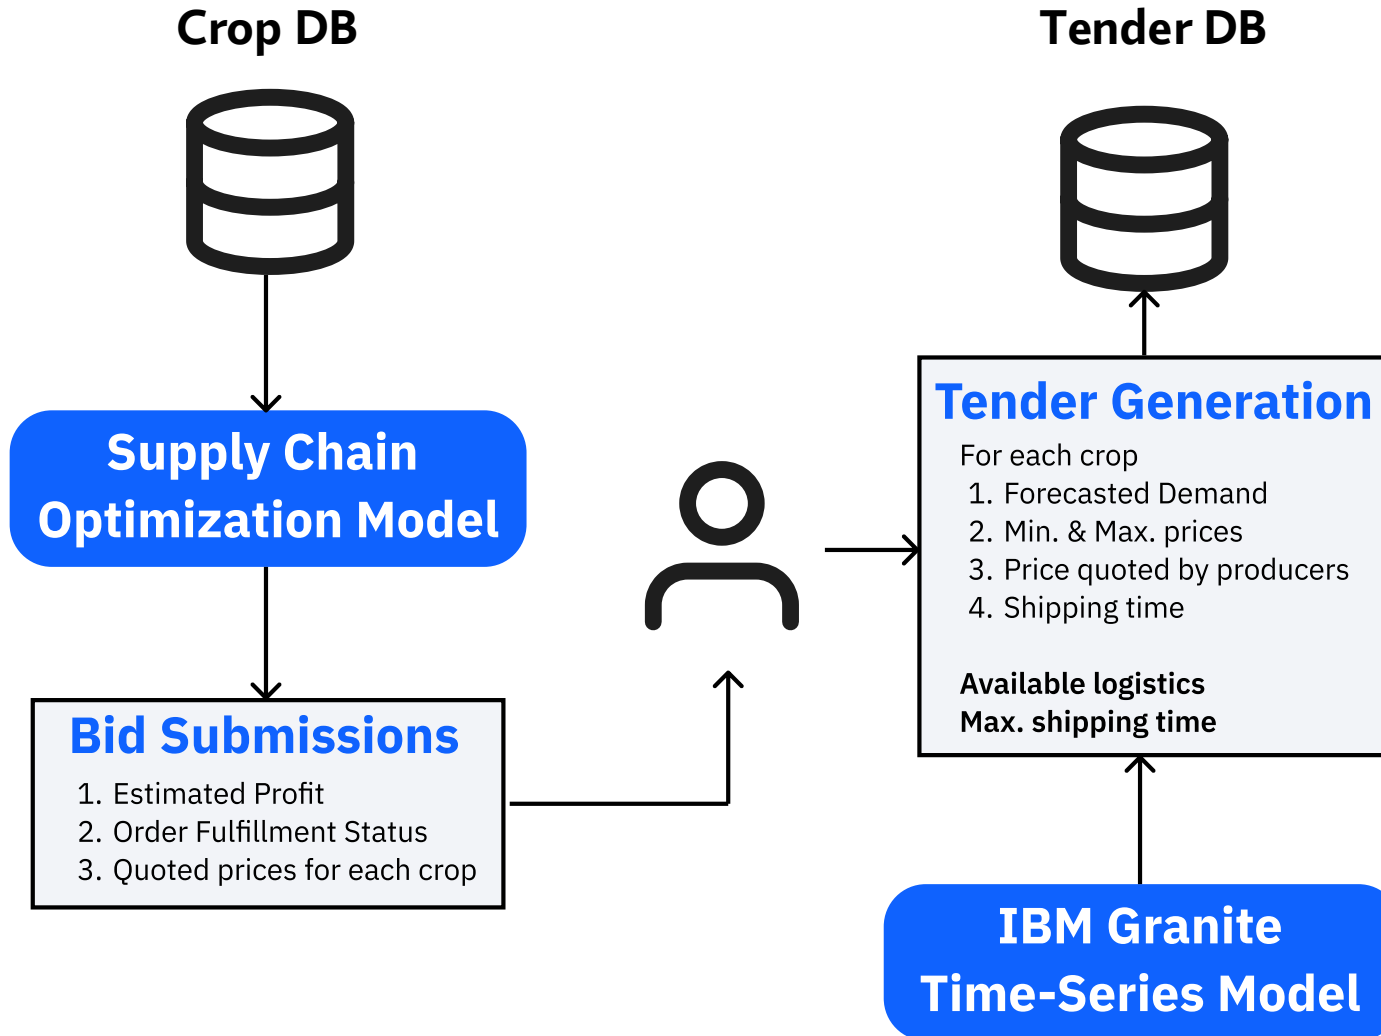 Crop DB
Tender DB
Supply Chain
Optimization Model
Bid Submissions
1. Estimated Profit
2. Order Fulfillment Status
3. Quoted prices for each crop
Tender Generation
For each crop
1. Forecasted Demand
2. Min. & Max. prices
3. Price quoted by producers
4. Shipping time
Available logistics
Max. shipping time
IBM Granite
Time-Series Model